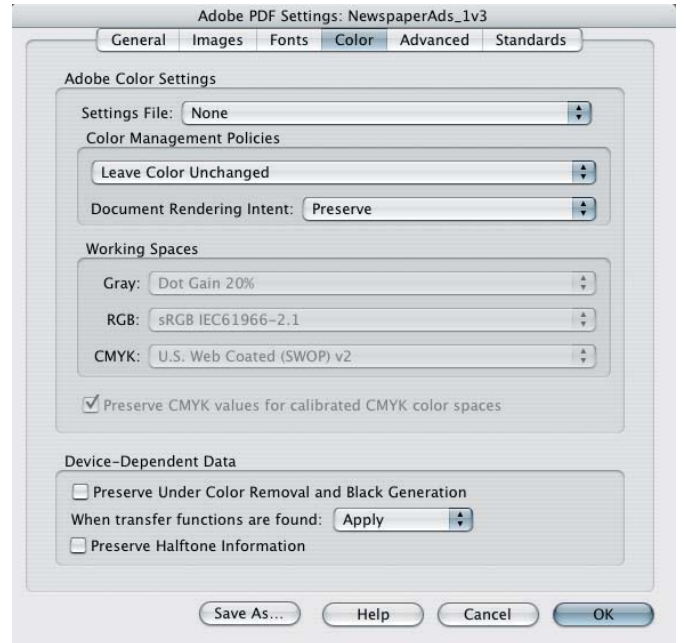 Adobe PDF Settings: NewspaperAds_1v3
General Images Fonts Color Advanced Standards
Adobe Color Settings
Settings File: None
Color Management Policies
Leave Color Unchanged
Document Rendering Intent: Preserve
Working Spaces
Gray: Dot Gain 20%
RGB: sRGB IEC61966-2.1
CMYK: U.S. Web Coated (SWOP) v2
Preserve CMYK values for calibrated CMYK color spaces
Device-Dependent Data
Preserve Under Color Removal and Black Generation
When transfer functions are found: Apply
Preserve Halftone Information
Save As... Help Cancel OK